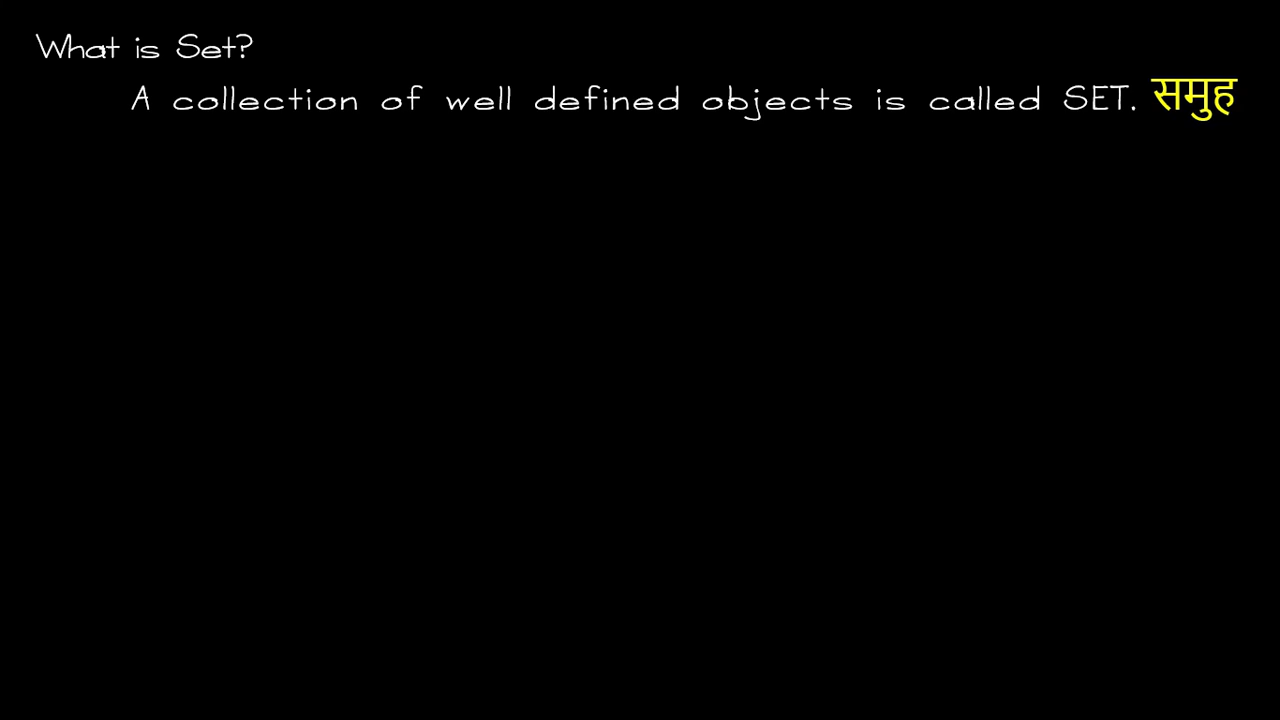 What is Set?
A collection of well defined objects is called SET. समुह